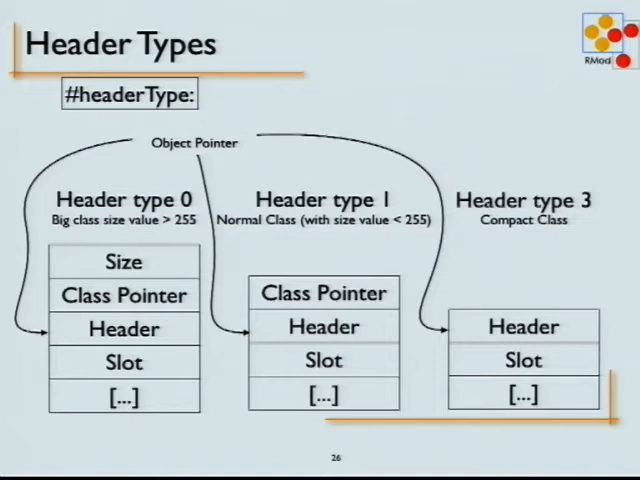 Header Types
RMod
#headerType:
Object Pointer
Header type 0
Big class size value > 255
Header type 1
Normal Class (with size value < 255)
Header type 3
Compact Class
Size
Class Pointer
Header
Slot
[...]
Class Pointer
Header
Slot
[...]
Header
Slot
[...]
26